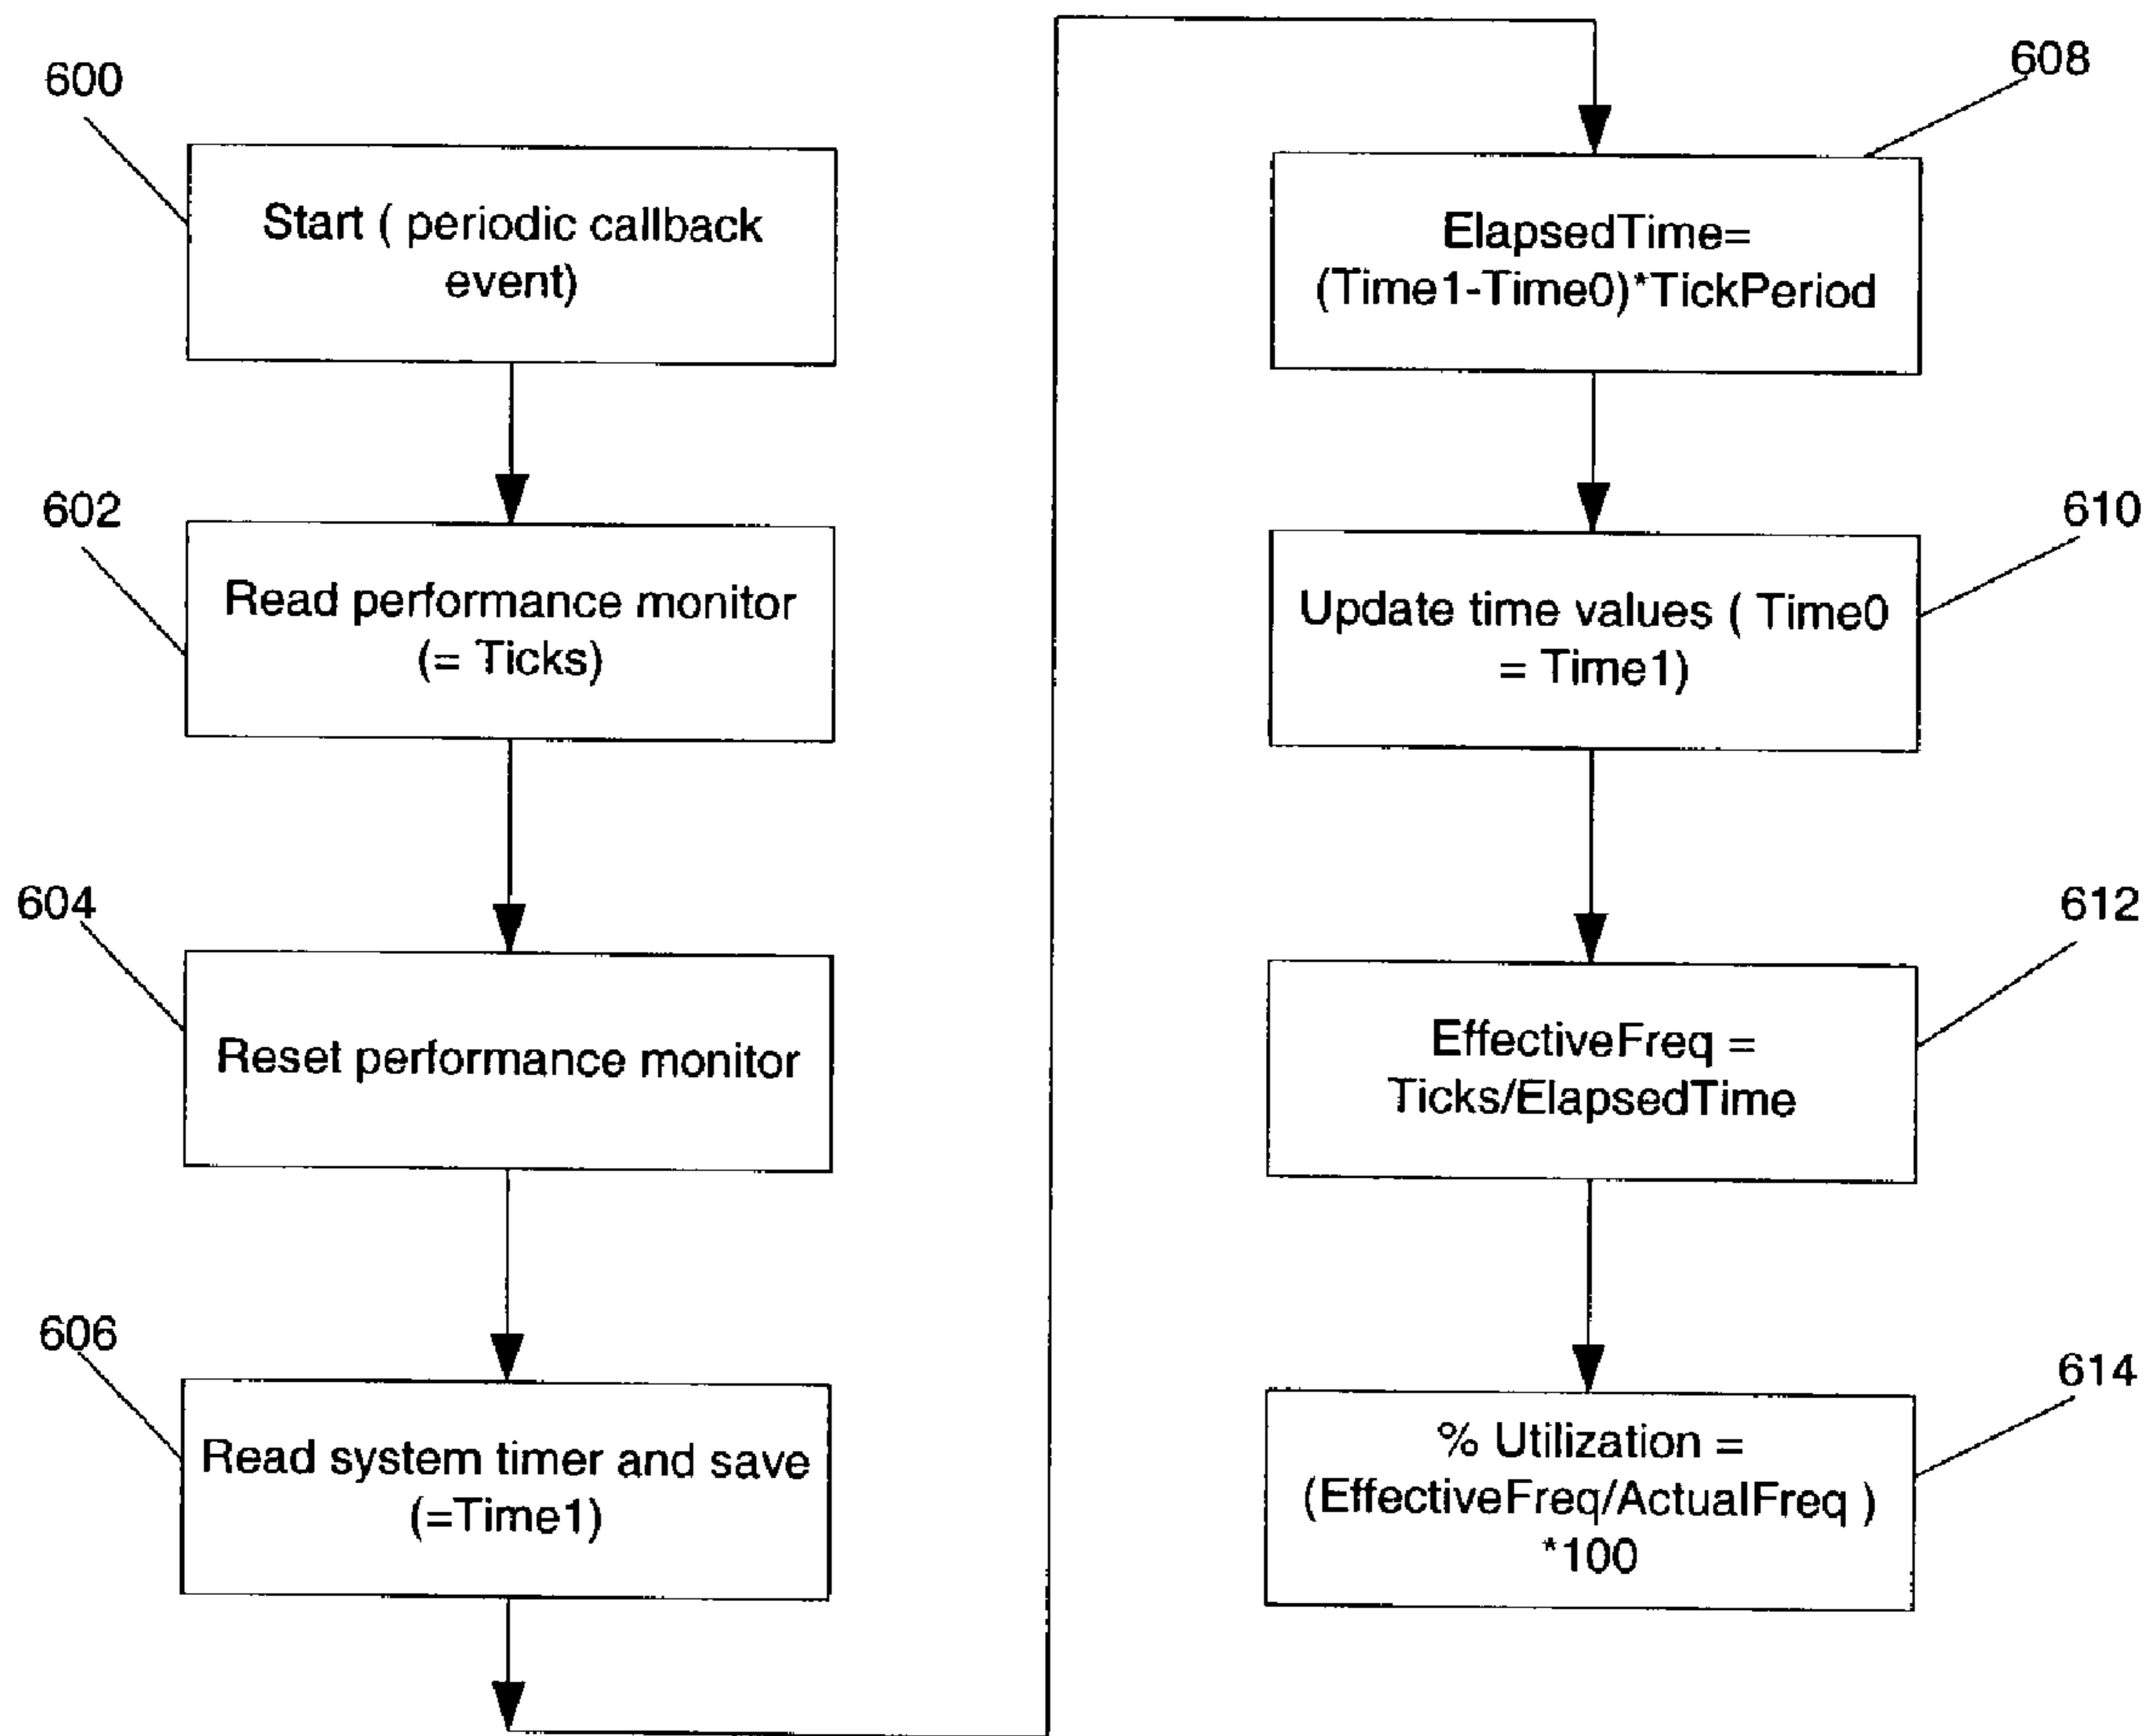 600
Start ( periodic callback
event)
602
Read performance monitor
(= Ticks)
604
Reset performance monitor
606
Read system timer and save
(=Time1)
608
ElapsedTime=
(Time1-Time0)*TickPeriod
610
Update time values ( Time0
= Time1)
612
EffectiveFreq =
Ticks/ElapsedTime
614
% Utilization =
(EffectiveFreq/ActualFreq )
*100